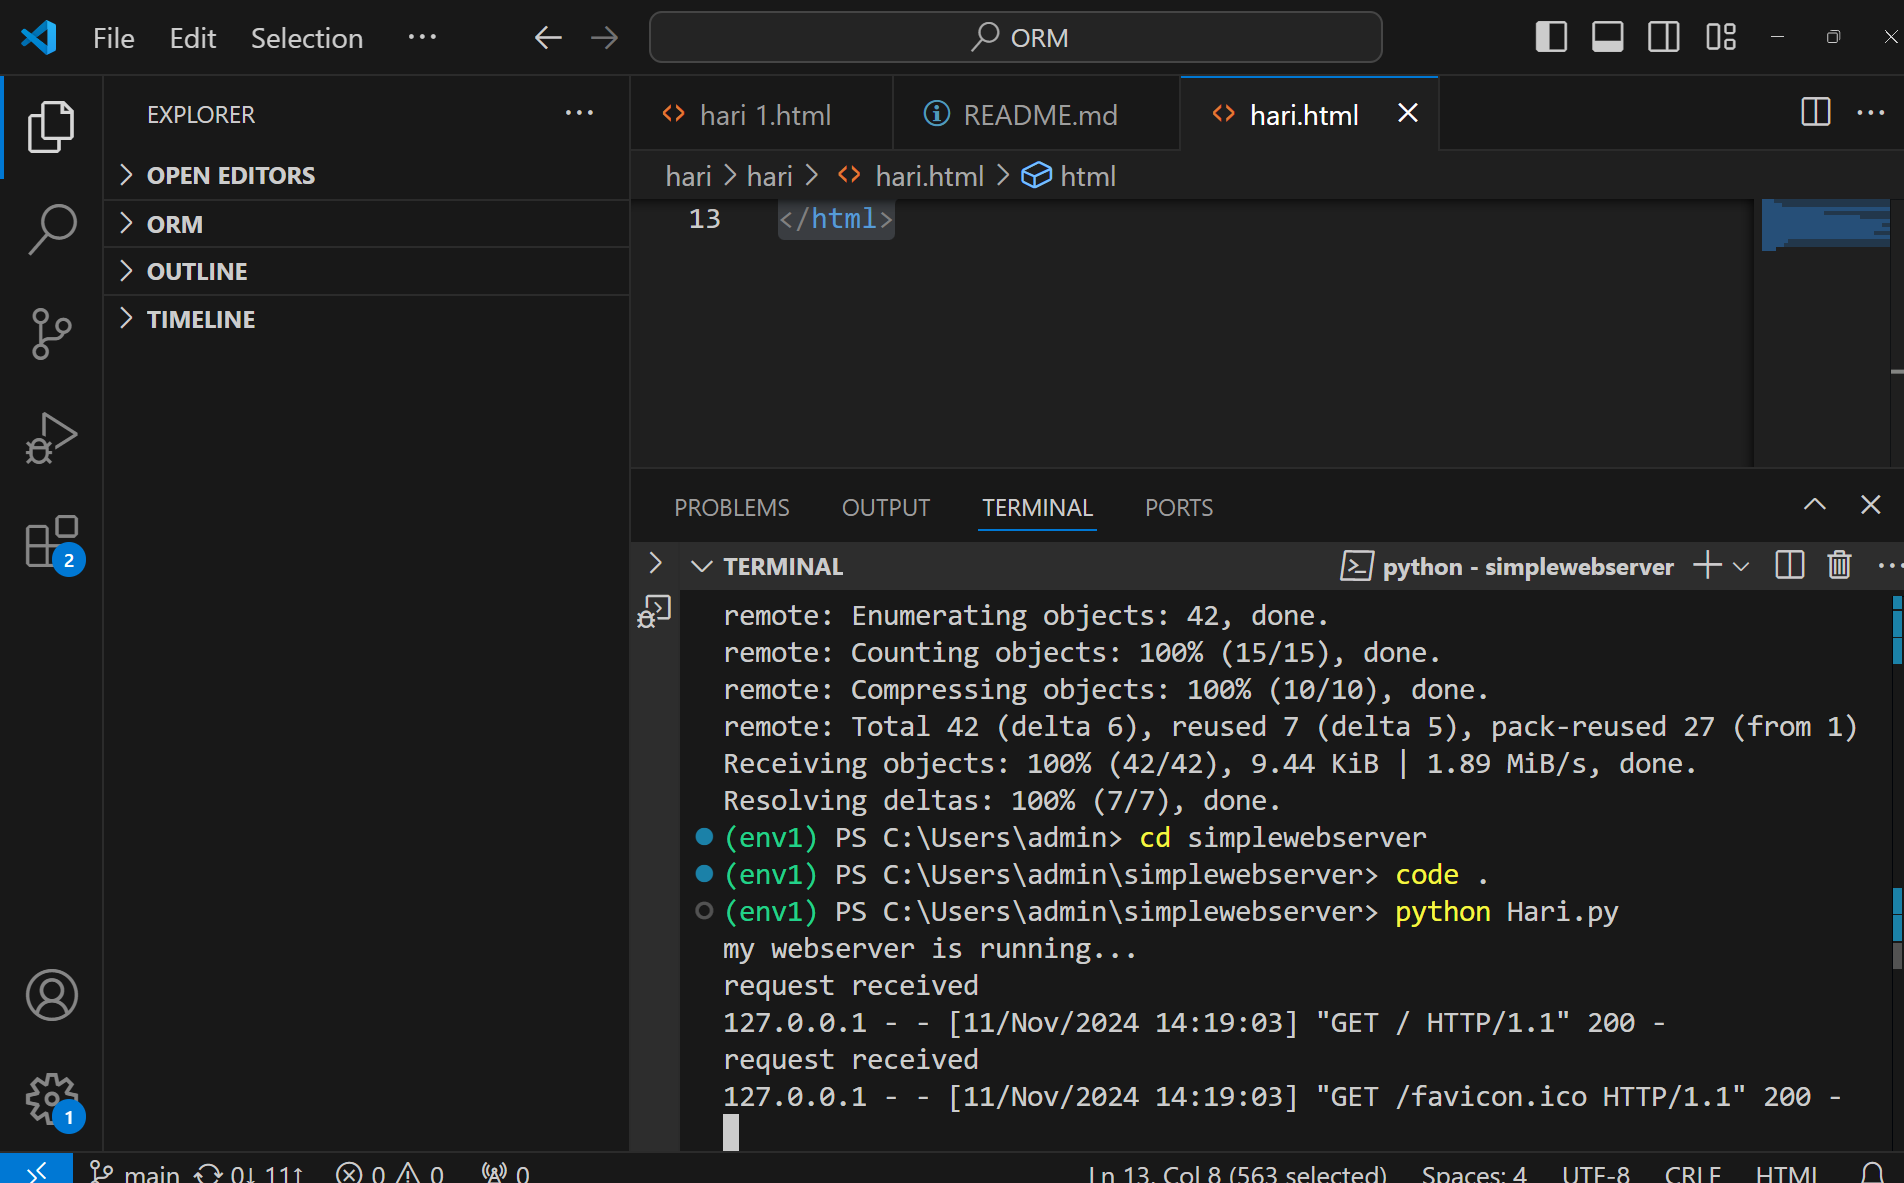 File Edit Selection ··· ORM
EXPLORER ···
OPEN EDITORS
ORM
OUTLINE
TIMELINE
2
1
hari 1.html README.md hari.html
hari > hari > hari.html > html
13 </html>
PROBLEMS OUTPUT TERMINAL PORTS
TERMINAL python - simplewebserver
remote: Enumerating objects: 42, done.
remote: Counting objects: 100% (15/15), done.
remote: Compressing objects: 100% (10/10), done.
remote: Total 42 (delta 6), reused 7 (delta 5), pack-reused 27 (from 1)
Receiving objects: 100% (42/42), 9.44 KiB | 1.89 MiB/s, done.
Resolving deltas: 100% (7/7), done.
(env1) PS C:\Users\admin> cd simplewebserver
(env1) PS C:\Users\admin\simplewebserver> code .
(env1) PS C:\Users\admin\simplewebserver> python Hari.py
my webserver is running...
request received
127.0.0.1 - - [11/Nov/2024 14:19:03] "GET / HTTP/1.1" 200 -
request received
127.0.0.1 - - [11/Nov/2024 14:19:03] "GET /favicon.ico HTTP/1.1" 200 -
main 0↓ 11↑ 0 0 0 Ln 13, Col 8 (563 selected) Spaces: 4 UTF-8 CRLF HTML